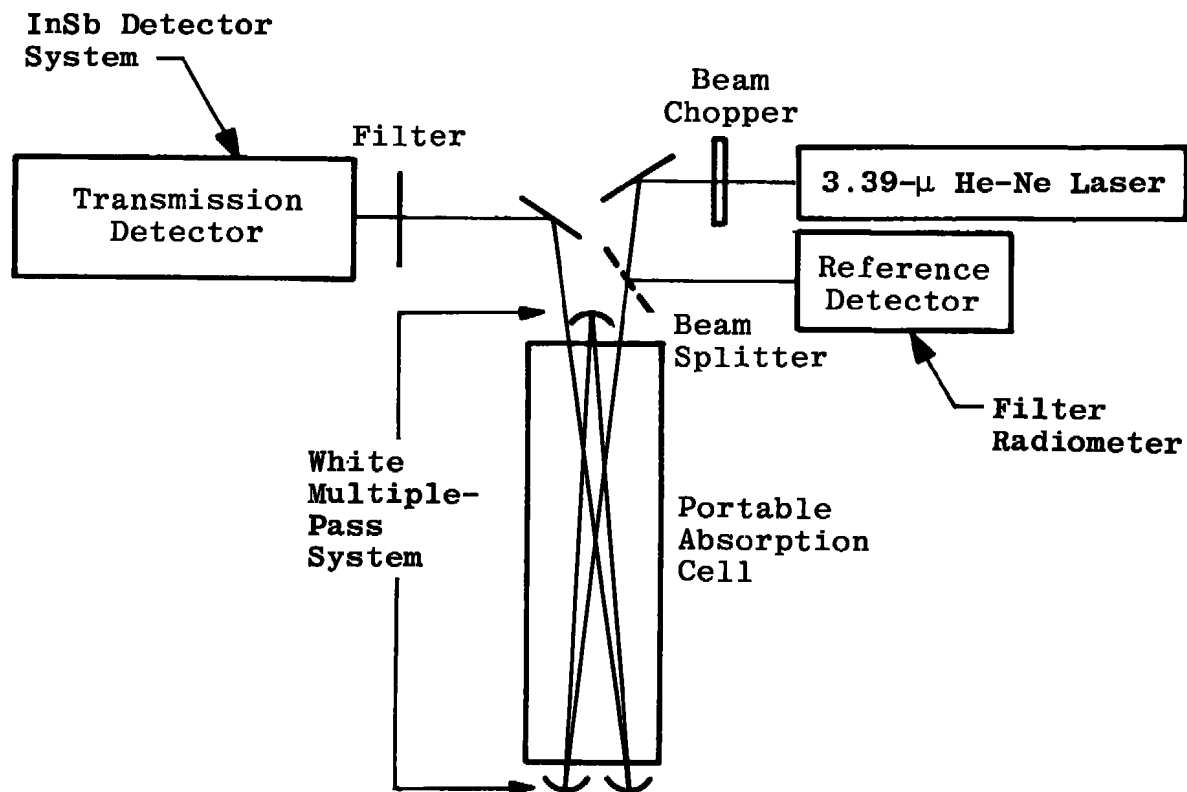 InSb Detector
System
Beam
Chopper
Filter
3.39-μ He-Ne Laser
Transmission
Detector
Reference
Detector
Beam
Splitter
Filter
Radiometer
White
Multiple-
Pass
System
Portable
Absorption
Cell